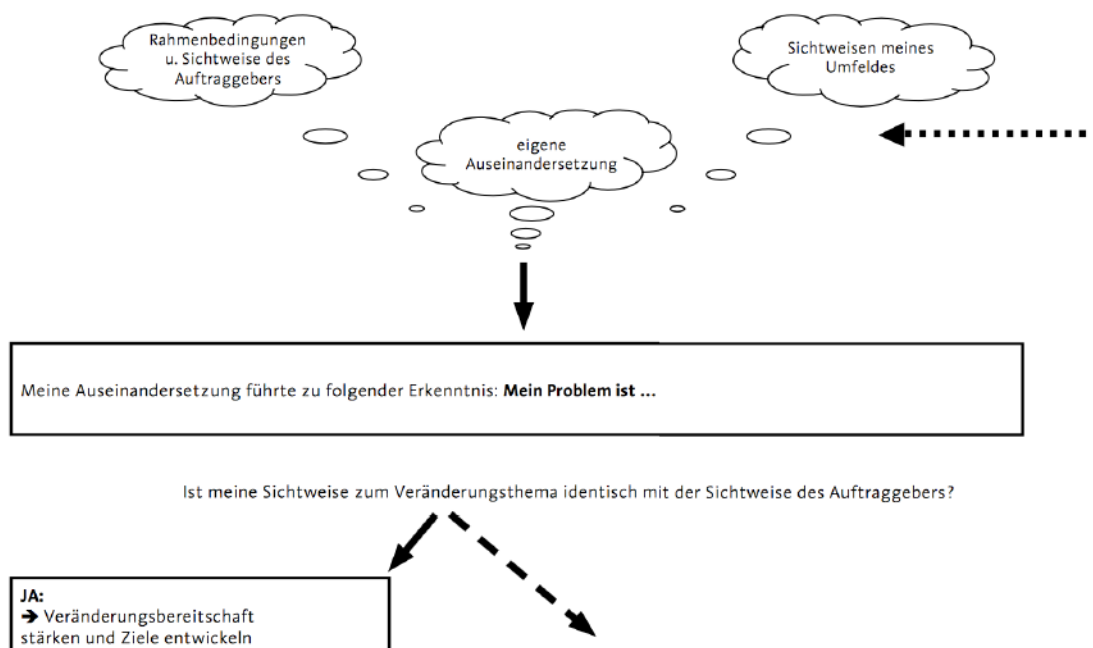 Rahmenbedingungen
u. Sichtweise des
Auftraggebers
Sichtweisen meines
Umfeldes
eigene
Auseinandersetzung
Meine Auseinandersetzung führte zu folgender Erkenntnis: Mein Problem ist ...
Ist meine Sichtweise zum Veränderungsthema identisch mit der Sichtweise des Auftraggebers?
JA:
➔ Veränderungsbereitschaft
stärken und Ziele entwickeln